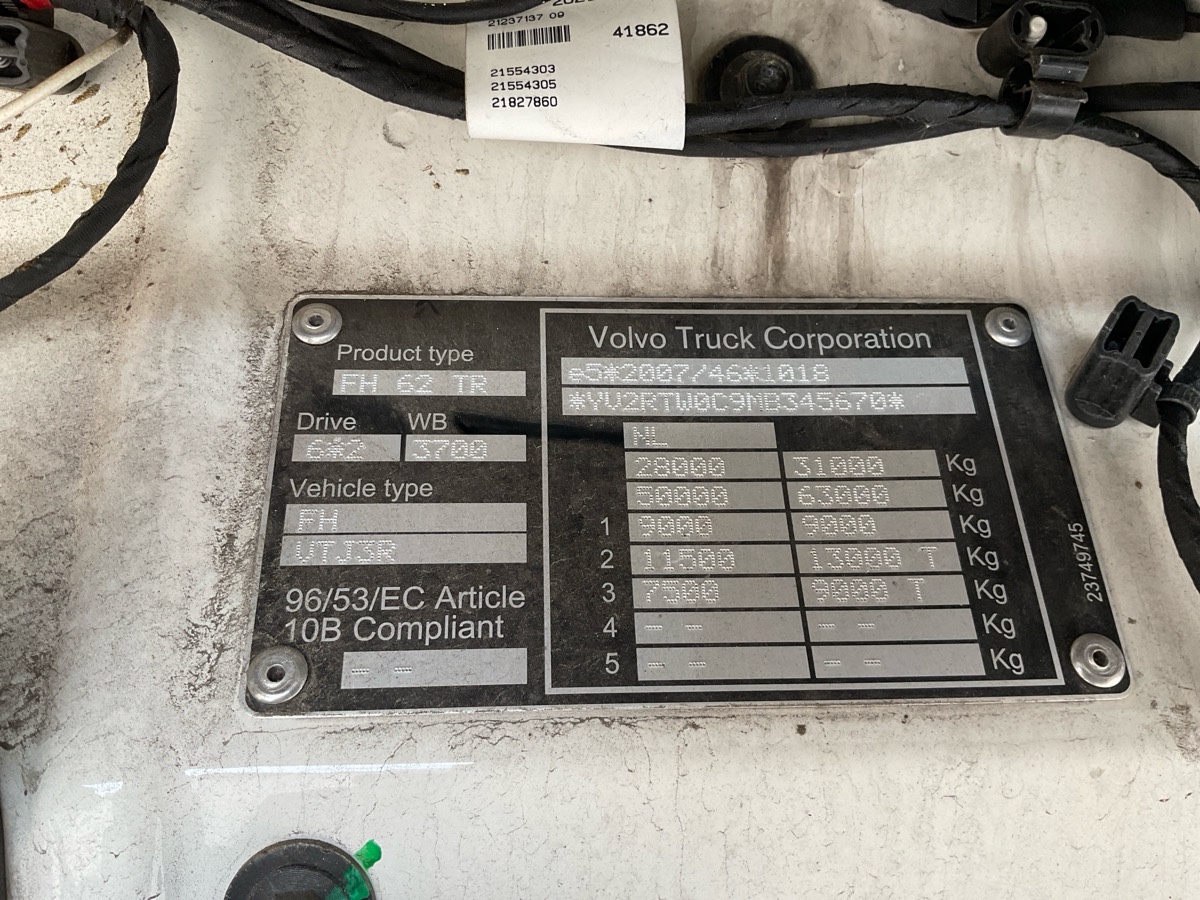 21237137 09
41862
21554303
21554305
21827860
Product type
FH 62 TR
Drive WB
6*2 3700
Vehicle type
FH
VTJ3R
96/53/EC Article
10B Compliant
-- --
Volvo Truck Corporation
e5*2007/46*1018
*YV2RTW0C9MB345670*
NL
28000 31000 Kg
50000 63000 Kg
1 9000 9000 Kg
2 11500 13000 T Kg
3 7500 9000 T Kg
4 -- -- -- -- Kg
5 -- -- -- -- Kg
23749745